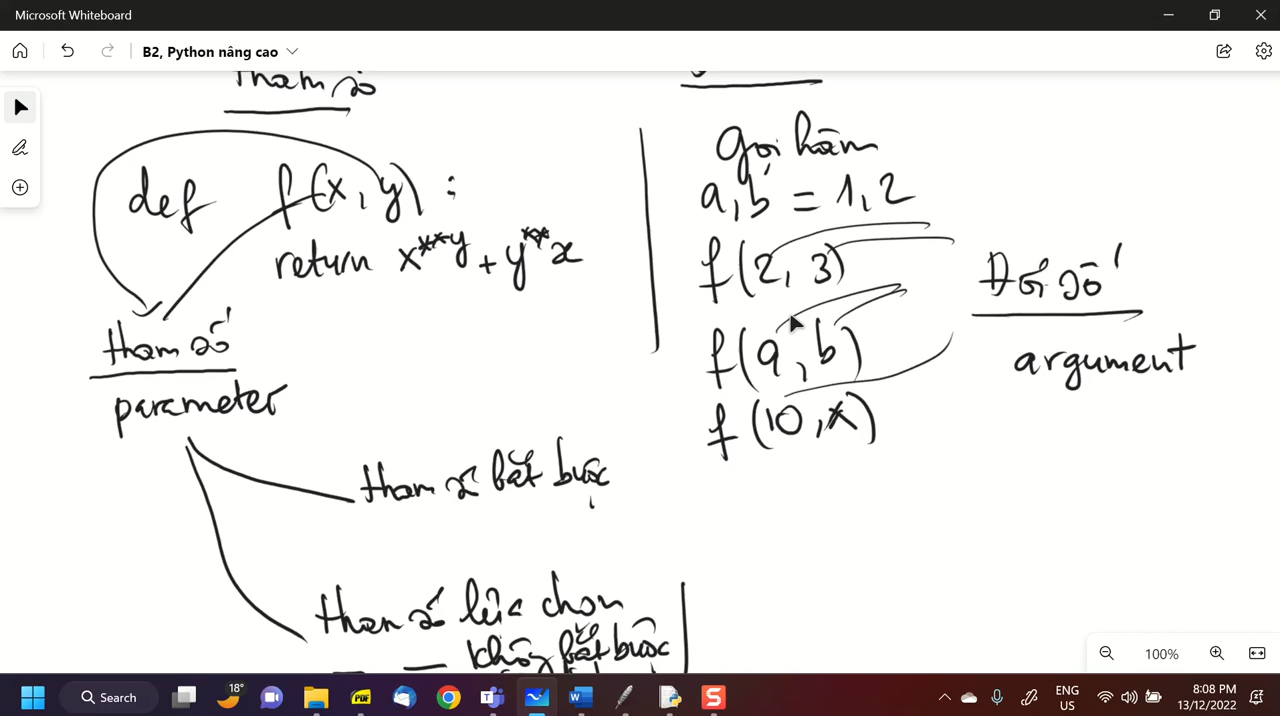 Microsoft Whiteboard
B2, Python nâng cao
tham số
def f(x, y) :
return x**y + y**x
tham số
parameter
tham số bắt buộc
tham số lựa chọn
không bắt buộc
gọi hàm
a, b = 1, 2
f(2, 3)
f(a, b)
f(10, x)
Đối số
argument
100%
18°
Search
ENG
US
8:08 PM
13/12/2022